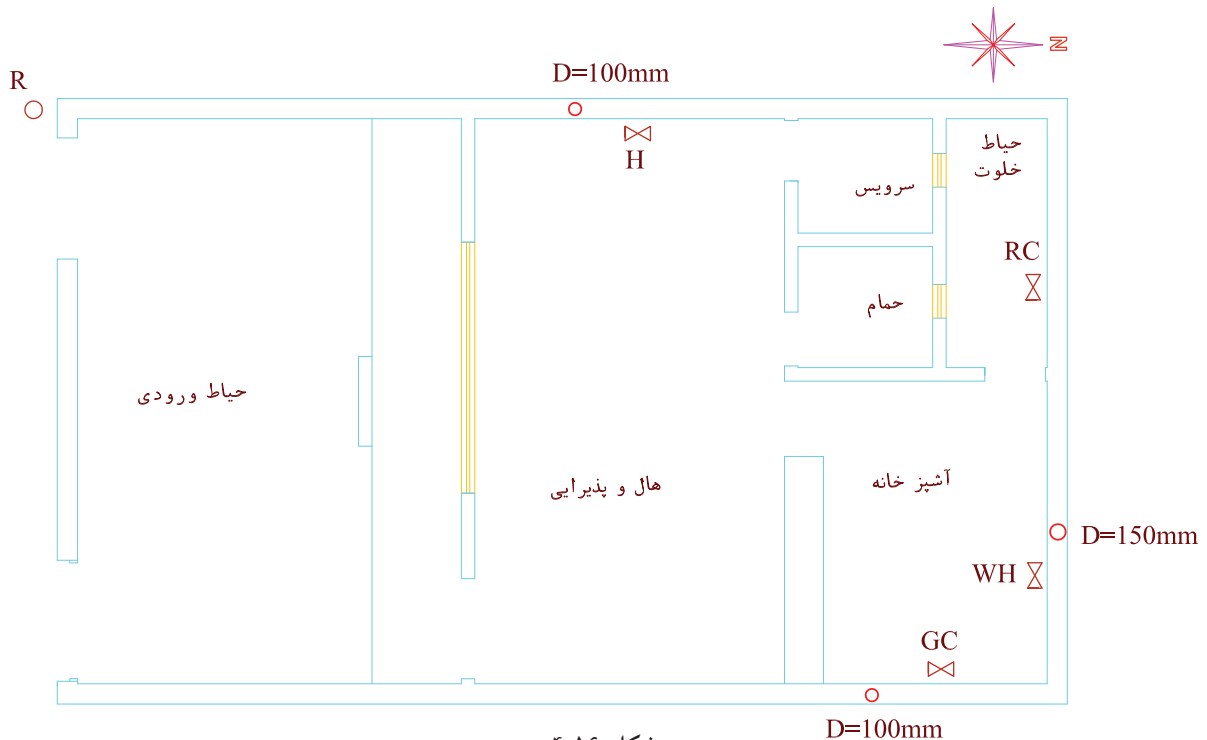 N
D=100mm
R
H
حیاط
خلوت
سرویس
RC
حمام
حیاط ورودی
هال و پذیرایی
آشپز خانه
D=150mm
WH
GC
D=100mm